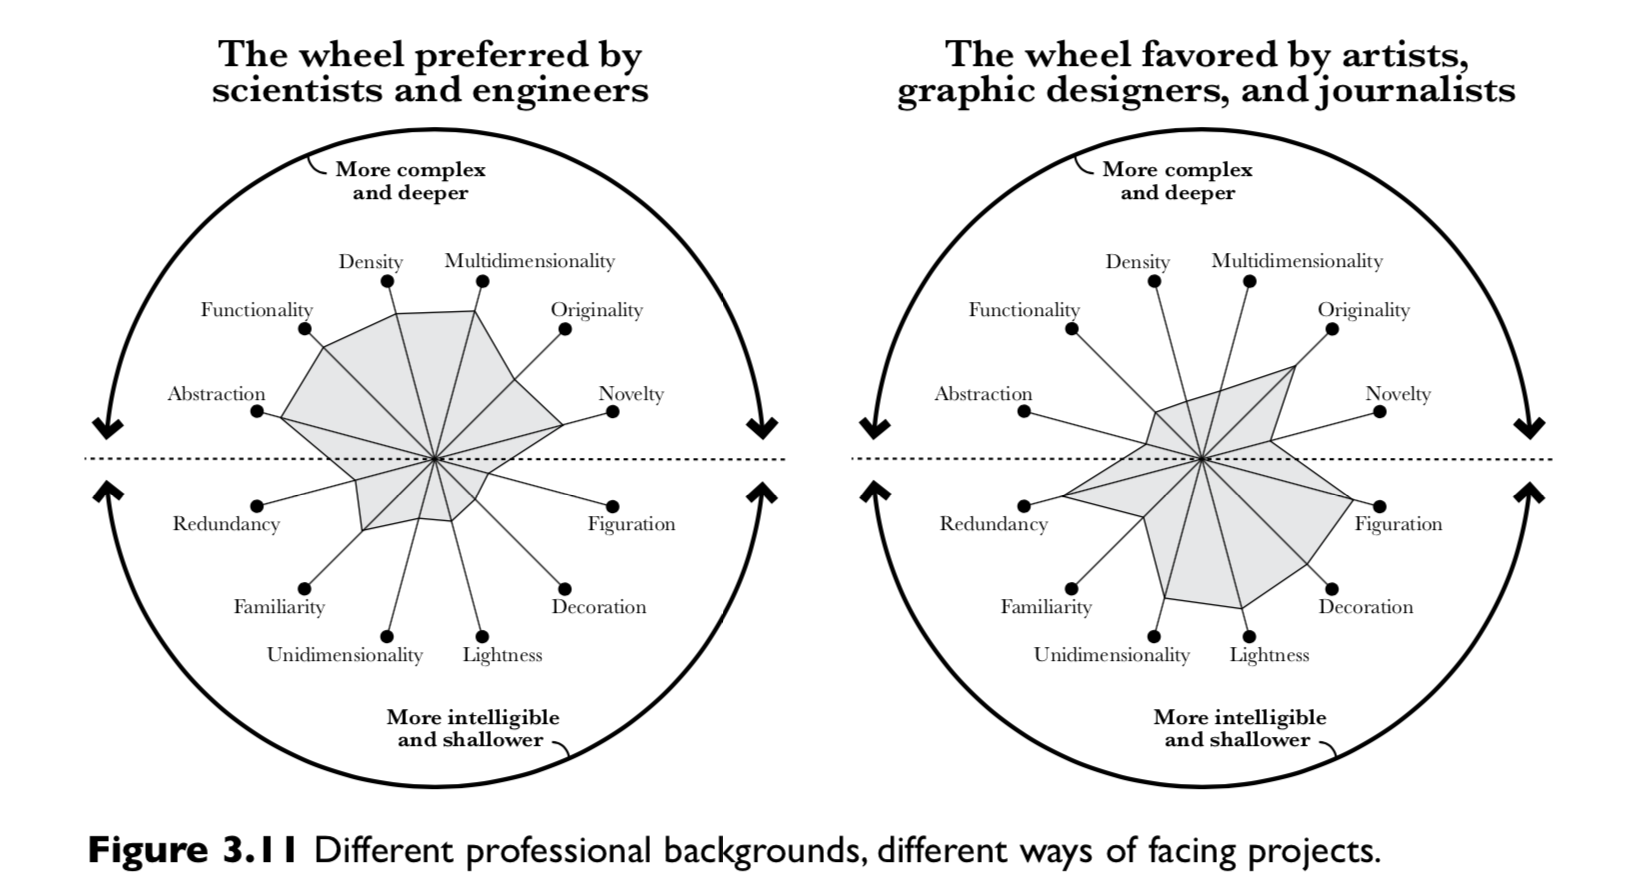 The wheel preferred by
scientists and engineers
More complex
and deeper
Density
Multidimensionality
Functionality
Originality
Abstraction
Novelty
Redundancy
Figuration
Familiarity
Decoration
Unidimensionality
Lightness
More intelligible
and shallower
The wheel favored by artists,
graphic designers, and journalists
More complex
and deeper
Density
Multidimensionality
Functionality
Originality
Abstraction
Novelty
Redundancy
Figuration
Familiarity
Decoration
Unidimensionality
Lightness
More intelligible
and shallower
Figure 3.11 Different professional backgrounds, different ways of facing projects.